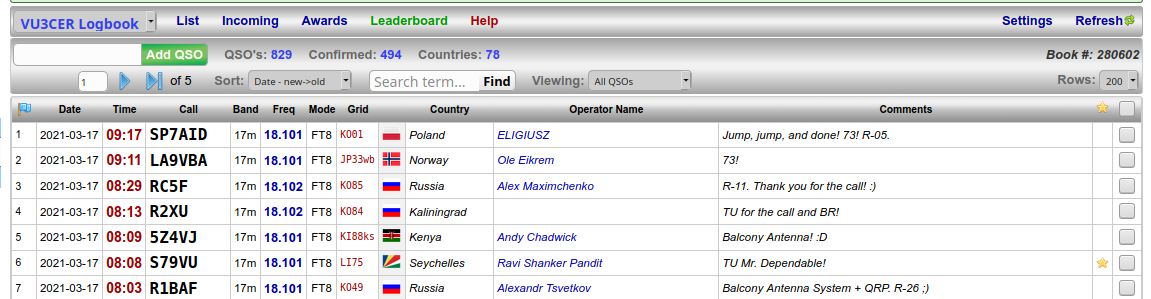 VU3CER Logbook List Incoming Awards Leaderboard Help Settings Refresh
Add QSO QSO's: 829 Confirmed: 494 Countries: 78 Book #: 280602
1 of 5 Sort: Date - new->old Search term... Find Viewing: All QSOs Rows: 200
Date Time Call Band Freq Mode Grid Country Operator Name Comments
1 2021-03-17 09:17 SP7AID 17m 18.101 FT8 KO01 Poland ELIGIUSZ Jump, jump, and done! 73! R-05.
2 2021-03-17 09:11 LA9VBA 17m 18.101 FT8 JP33wb Norway Ole Eikrem 73!
3 2021-03-17 08:29 RC5F 17m 18.102 FT8 KO85 Russia Alex Maximchenko R-11. Thank you for the call! :)
4 2021-03-17 08:13 R2XU 17m 18.102 FT8 KO84 Kaliningrad TU for the call and BR!
5 2021-03-17 08:09 5Z4VJ 17m 18.101 FT8 KI88ks Kenya Andy Chadwick Balcony Antenna! :D
6 2021-03-17 08:08 S79VU 17m 18.101 FT8 LI75 Seychelles Ravi Shanker Pandit TU Mr. Dependable!
7 2021-03-17 08:03 R1BAF 17m 18.101 FT8 KO49 Russia Alexandr Tsvetkov Balcony Antenna System + QRP. R-26 ;)